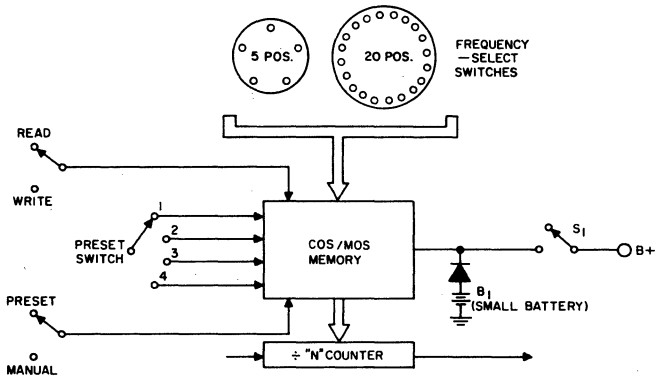 5 POS.
20 POS.
FREQUENCY
—SELECT
SWITCHES
READ
WRITE
1
2
3
4
PRESET
SWITCH
COS/MOS
MEMORY
S1
B+
B1
(SMALL BATTERY)
PRESET
MANUAL
÷ "N" COUNTER